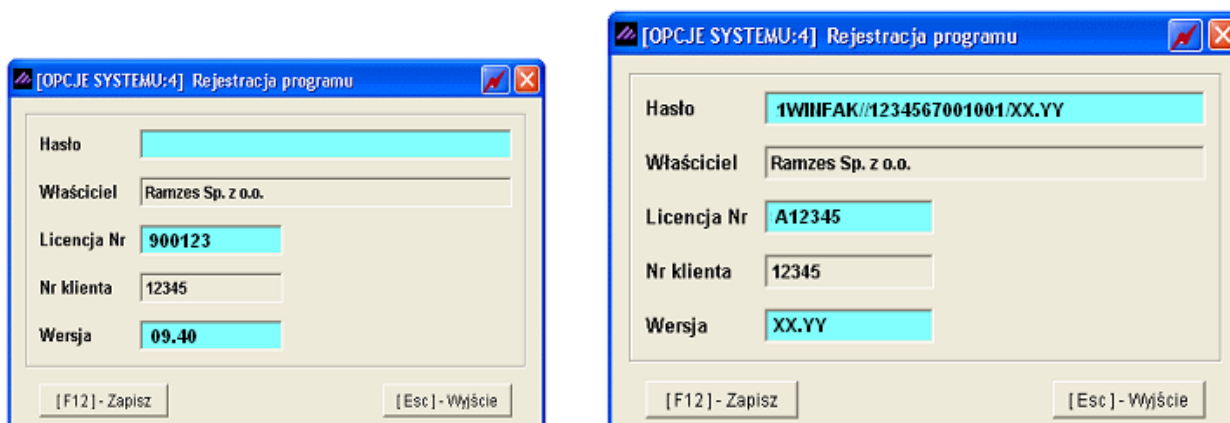 [OPCJE SYSTEMU:4] Rejestracja programu
Hasło
Właściciel Ramzes Sp. z o.o.
Licencja Nr 900123
Nr klienta 12345
Wersja 09.40
[F12] - Zapisz [Esc] - Wyjście
[OPCJE SYSTEMU:4] Rejestracja programu
Hasło 1WINFAK//1234567001001/XX.YY
Właściciel Ramzes Sp. z o.o.
Licencja Nr A12345
Nr klienta 12345
Wersja XX.YY
[F12] - Zapisz [Esc] - Wyjście